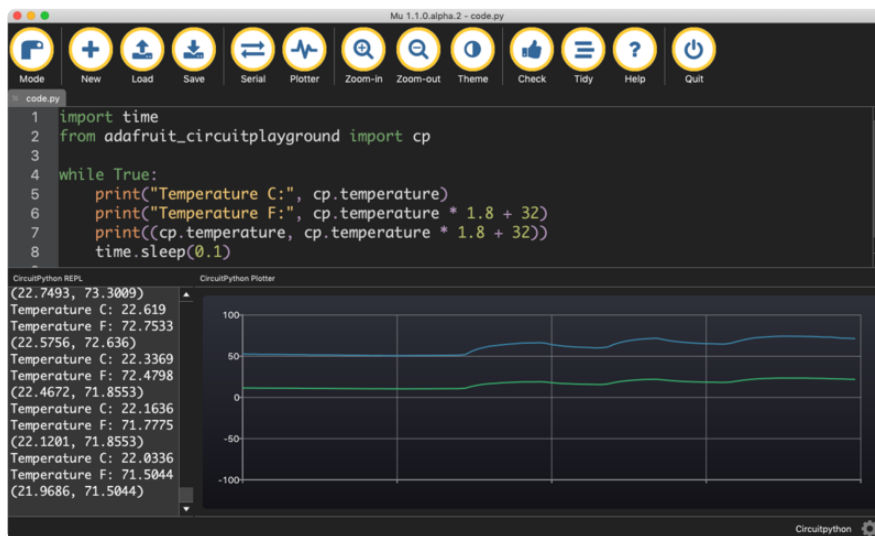 Mu 1.1.0.alpha.2 - code.py
Mode New Load Save Serial Plotter Zoom-in Zoom-out Theme Check Tidy Help Quit
code.py
1 import time
2 from adafruit_circuitplayground import cp
3
4 while True:
5     print("Temperature C:", cp.temperature)
6     print("Temperature F:", cp.temperature * 1.8 + 32)
7     print((cp.temperature, cp.temperature * 1.8 + 32))
8     time.sleep(0.1)
CircuitPython REPL
(22.7493, 73.3009)
Temperature C: 22.619
Temperature F: 72.7533
(22.5756, 72.636)
Temperature C: 22.3369
Temperature F: 72.4798
(22.4672, 71.8553)
Temperature C: 22.1636
Temperature F: 71.7775
(22.1201, 71.8553)
Temperature C: 22.0336
Temperature F: 71.5044
(21.9686, 71.5044)
CircuitPython Plotter
100
50
0
-50
-100
Circuitpython